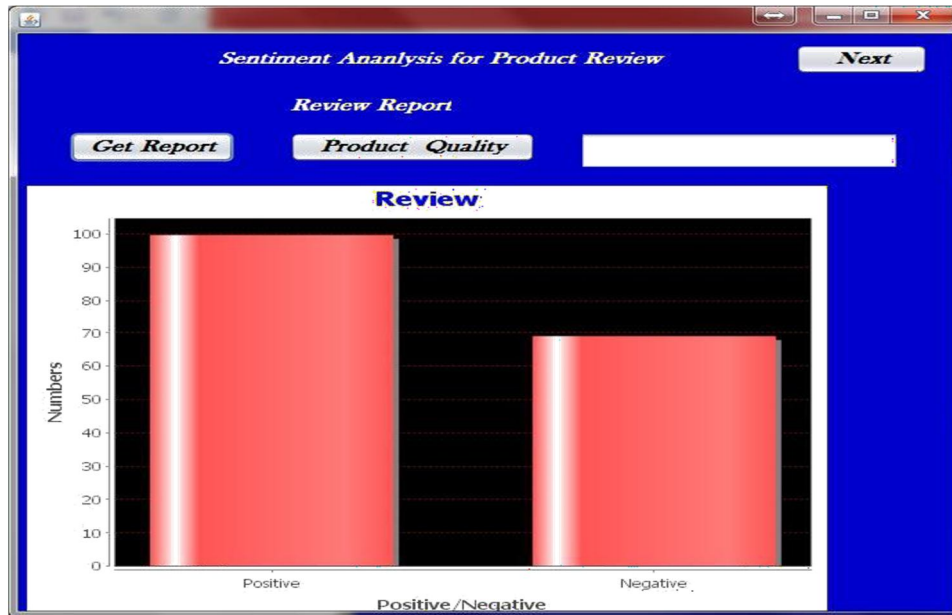 Sentiment Ananlysis for Product Review
Next
Review Report
Get Report
Product Quality
Review
100
90
80
70
60
50
40
30
20
10
0
Numbers
Positive
Negative
Positive/Negative